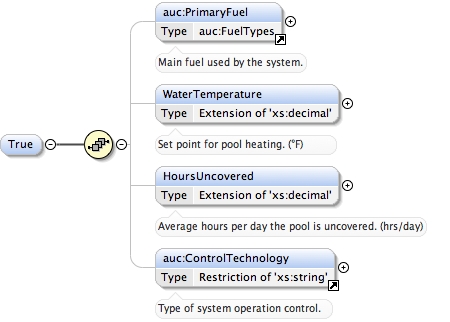 auc:PrimaryFuel
Type auc:FuelTypes
Main fuel used by the system.
WaterTemperature
Type Extension of 'xs:decimal'
Set point for pool heating. (°F)
True
HoursUncovered
Type Extension of 'xs:decimal'
Average hours per day the pool is uncovered. (hrs/day)
auc:ControlTechnology
Type Restriction of 'xs:string'
Type of system operation control.